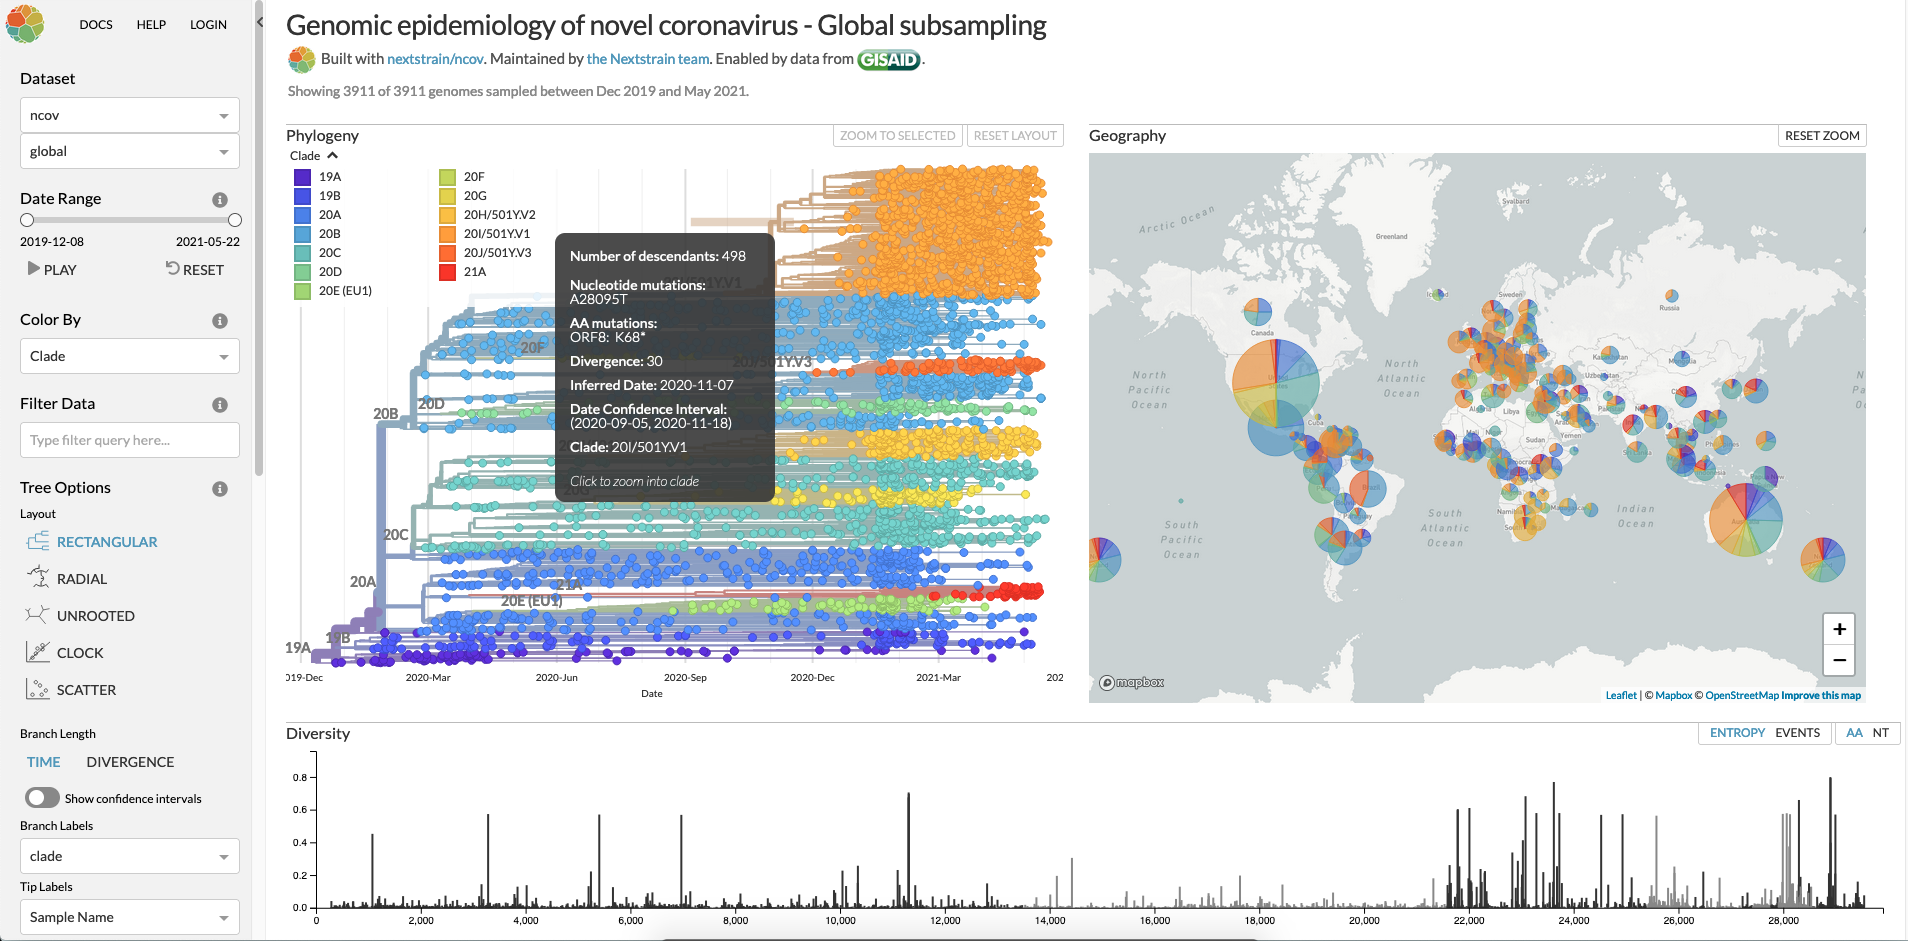 DOCS HELP LOGIN
Dataset
ncov
global
Date Range
2019-12-08 2021-05-22
PLAY RESET
Color By
Clade
Filter Data
Type filter query here...
Tree Options
Layout
RECTANGULAR
RADIAL
UNROOTED
CLOCK
SCATTER
Branch Length
TIME DIVERGENCE
Show confidence intervals
Branch Labels
clade
Tip Labels
Sample Name
Genomic epidemiology of novel coronavirus - Global subsampling
Built with nextstrain/ncov. Maintained by the Nextstrain team. Enabled by data from GISAID.
Showing 3911 of 3911 genomes sampled between Dec 2019 and May 2021.
Phylogeny
ZOOM TO SELECTED RESET LAYOUT
Clade
19A
19B
20A
20B
20C
20D
20E (EU1)
20F
20G
20H/501Y.V2
20I/501Y.V1
20J/501Y.V3
21A
Number of descendants: 498
Nucleotide mutations:
A28095T
AA mutations:
ORF8: K68*
Divergence: 30
Inferred Date: 2020-11-07
Date Confidence Interval:
(2020-09-05, 2020-11-18)
Clade: 20I/501Y.V1
Click to zoom into clade
20F
20J/501Y.V3
20D
20B
20C
20A
21A
20E (EU1)
19B
19A
019-Dec 2020-Mar 2020-Jun 2020-Sep 2020-Dec 2021-Mar 202
Date
Geography
RESET ZOOM
Arctic Ocean
Svalbard
Greenland
Sweden
Russia
Canada
North
Pacific
Ocean
North
Atlantic
Ocean
Libya
Cuba
Sudan
Yemen
South
Pacific
Ocean
South
Atlantic
Ocean
Indian
Ocean
+
−
mapbox
Leaflet | © Mapbox © OpenStreetMap Improve this map
Diversity
ENTROPY EVENTS AA NT
0.8
0.6
0.4
0.2
0.0
0 2,000 4,000 6,000 8,000 10,000 12,000 14,000 16,000 18,000 20,000 22,000 24,000 26,000 28,000